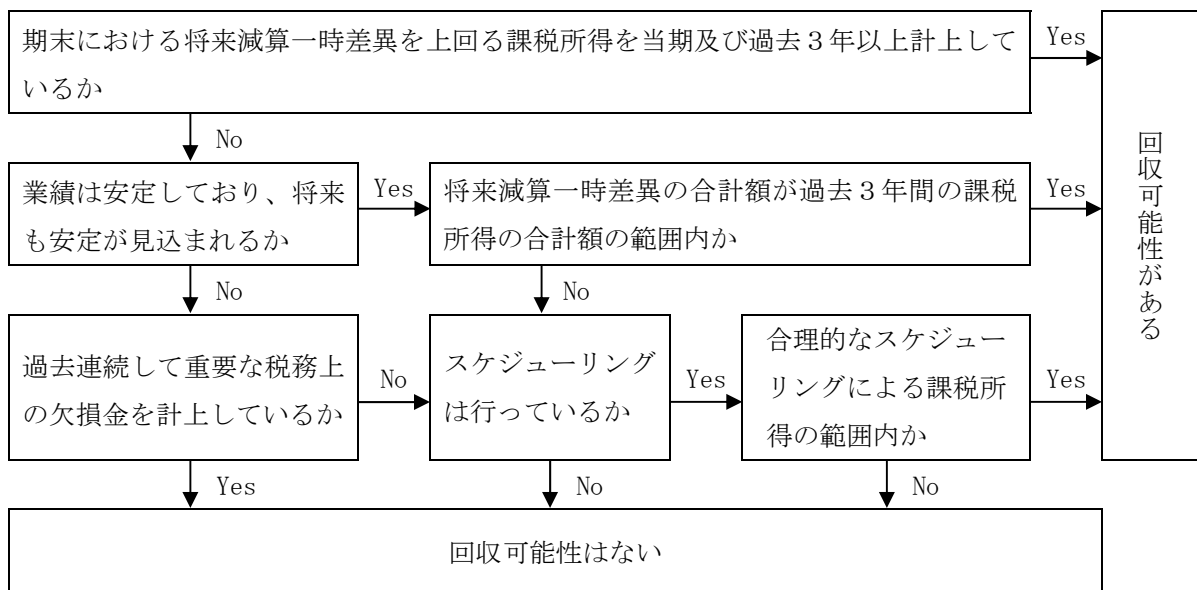 期末における将来減算一時差異を上回る課税所得を当期及び過去３年以上計上して
いるか
Yes
No
回収可能性がある
業績は安定しており、将来
も安定が見込まれるか
Yes
将来減算一時差異の合計額が過去３年間の課税
所得の合計額の範囲内か
Yes
No
No
過去連続して重要な税務上
の欠損金を計上しているか
No
スケジューリング
は行っているか
Yes
合理的なスケジュー
リングによる課税所
得の範囲内か
Yes
Yes
No
No
回収可能性はない